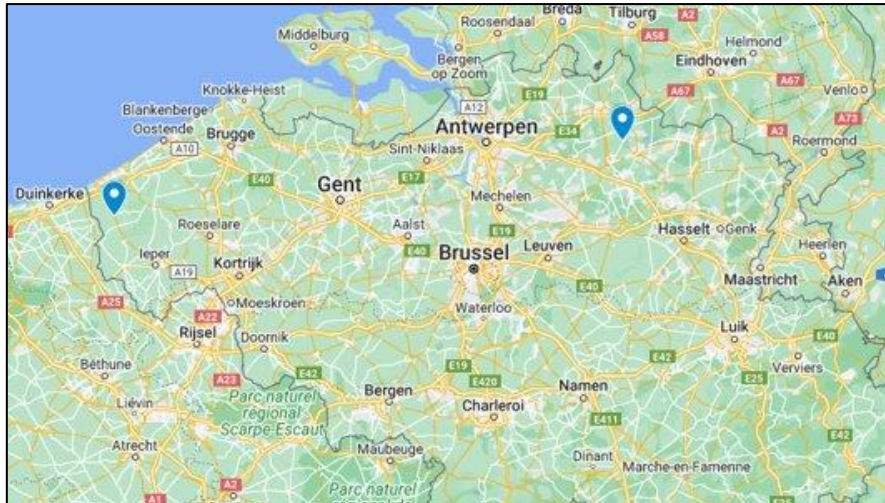 BREDA
Tilburg
A2
Roosendaal
A58
Middelburg
Bergen
op Zoom
Helmond
Eindhoven
A67
A67
Venlo
Knokke-Heist
E19
A12
A73
Blankenberge
Oostende
Brugge
Antwerpen
E34
Roermond
A10
Sint-Niklaas
E17
Duinkerke
E40
Gent
Mechelen
Roeselare
Aalst
E19
Hasselt
Genk
E40
Brussel
Leuven
Heerlen
Ieper
A19
Kortrijk
E40
Maastricht
Aken
A25
Moeskroen
Waterloo
A22
Rijsel
Doornik
Luik
E40
E19
E42
Verviers
Béthune
E42
E420
Namen
E25
A23
Bergen
Parc naturel
régional
Scarpe-Escaut
Charleroi
E411
Liévin
E42
Atrecht
Maubeuge
Dinant
Marche-en-Famenne
A1
A2
Parc naturel